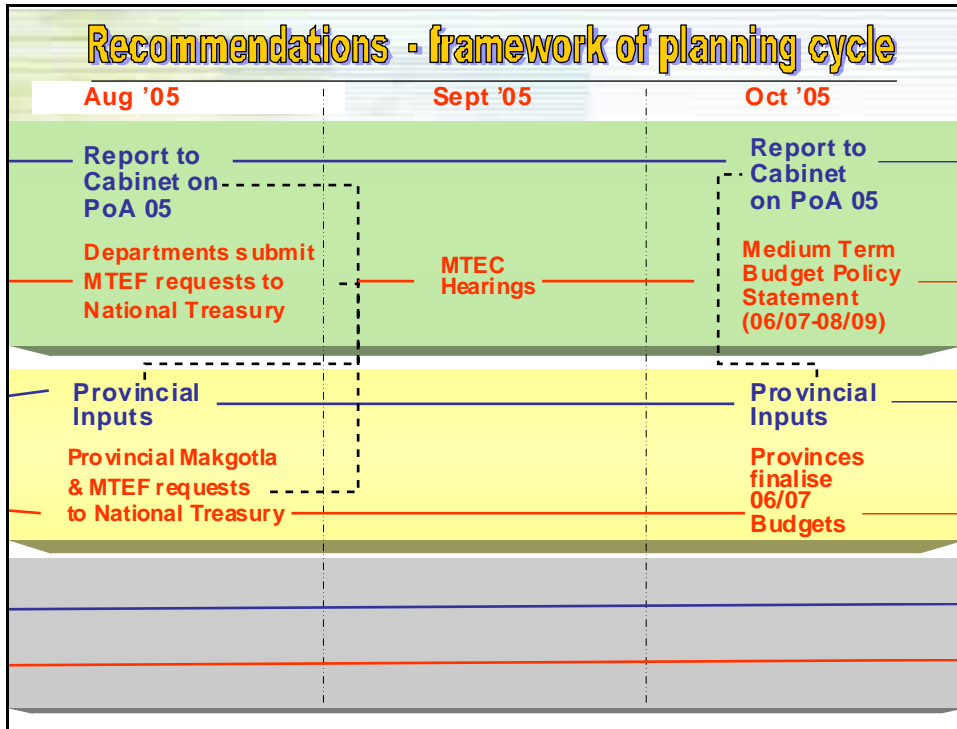 Recommendations - framework of planning cycle
Aug '05
Sept '05
Oct '05
Report to
Cabinet on
PoA 05
Report to
Cabinet
on PoA 05
Departments submit
MTEF requests to
National Treasury
MTEC
Hearings
Medium Term
Budget Policy
Statement
(06/07-08/09)
Provincial
Inputs
Provincial
Inputs
Provincial Makgotla
& MTEF requests
to National Treasury
Provinces
finalise
06/07
Budgets